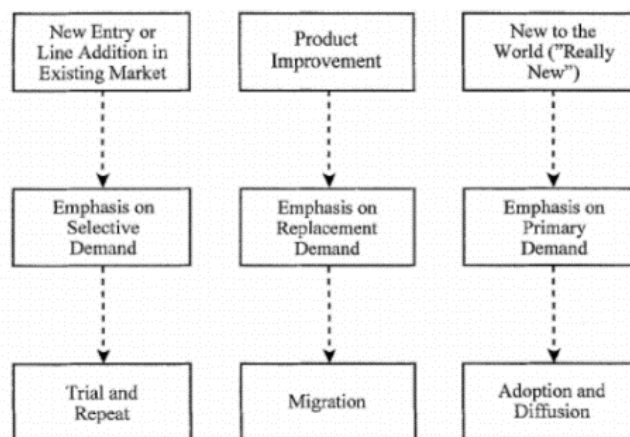 New Entry or
Line Addition in
Existing Market
Product
Improvement
New to the
World ("Really
New")
Emphasis on
Selective
Demand
Emphasis on
Replacement
Demand
Emphasis on
Primary
Demand
Trial and
Repeat
Migration
Adoption and
Diffusion